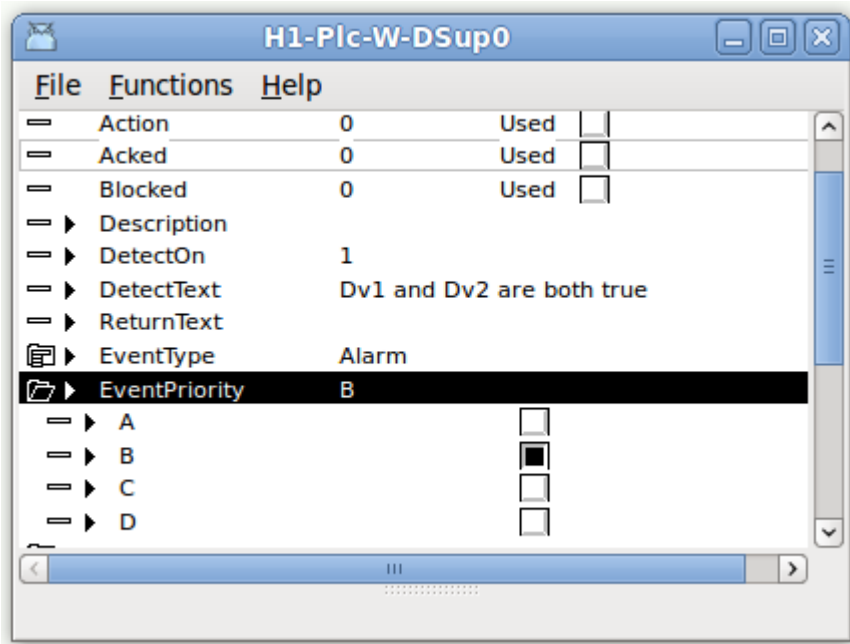 H1-Plc-W-DSup0
File Functions Help
Action 0 Used
Acked 0 Used
Blocked 0 Used
Description
DetectOn 1
DetectText Dv1 and Dv2 are both true
ReturnText
EventType Alarm
EventPriority B
A
B
C
D